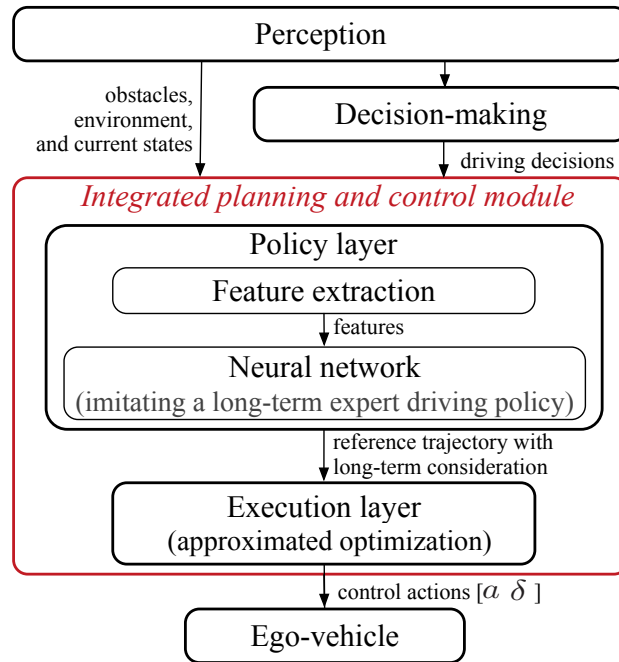 Perception
obstacles,
environment,
and current states
Decision-making
driving decisions
Integrated planning and control module
Policy layer
Feature extraction
features
Neural network
(imitating a long-term expert driving policy)
reference trajectory with
long-term consideration
Execution layer
(approximated optimization)
control actions [a δ ]
Ego-vehicle